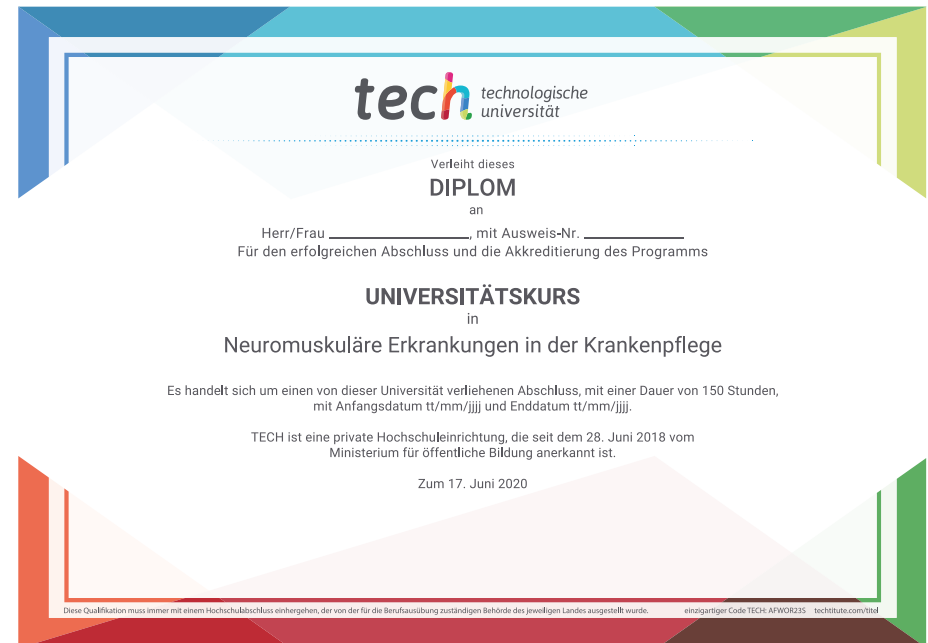 tech technologische
universität
Verleiht dieses
DIPLOM
an
Herr/Frau ____________________, mit Ausweis-Nr. ______________
Für den erfolgreichen Abschluss und die Akkreditierung des Programms
UNIVERSITÄTSKURS
in
Neuromuskuläre Erkrankungen in der Krankenpflege
Es handelt sich um einen von dieser Universität verliehenen Abschluss, mit einer Dauer von 150 Stunden,
mit Anfangsdatum tt/mm/jjjj und Enddatum tt/mm/jjjj.
TECH ist eine private Hochschuleinrichtung, die seit dem 28. Juni 2018 vom
Ministerium für öffentliche Bildung anerkannt ist.
Zum 17. Juni 2020
Diese Qualifikation muss immer mit einem Hochschulabschluss einhergehen, der von der für die Berufsausübung zuständigen Behörde des jeweiligen Landes ausgestellt wurde. einzigartiger Code TECH: AFWOR23S techtitute.com/titel